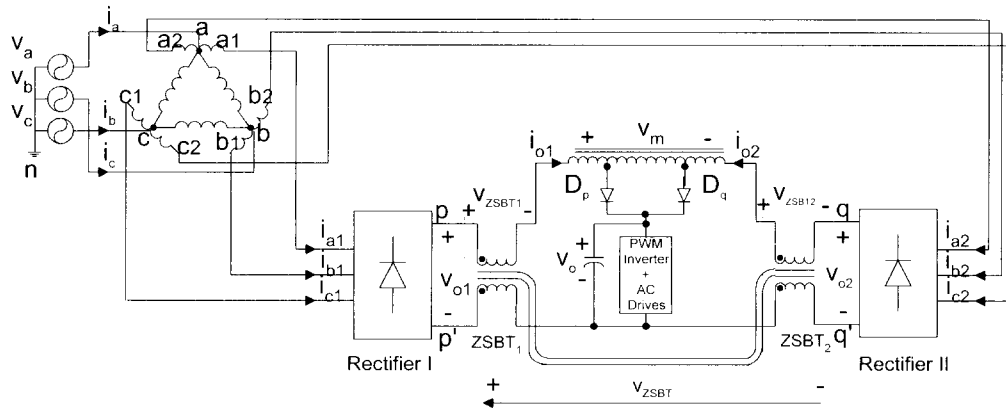 i_a
a
a2
a1
v_a
v_b
v_c
n
i_b
i_c
c1
c
c2
b1
b
b2
i_o1
+
v_m
-
i_o2
D_p
D_q
+ v_ZSBT1 -
+ v_ZSB12 -
p
q
+
v_o1
-
p'
i_a1
i_b1
i_c1
v_o
+
-
PWM
Inverter
+
AC
Drives
+
v_o2
-
q'
i_a2
i_b2
i_c2
ZSBT_1
ZSBT_2
Rectifier I
Rectifier II
+ v_ZSBT -